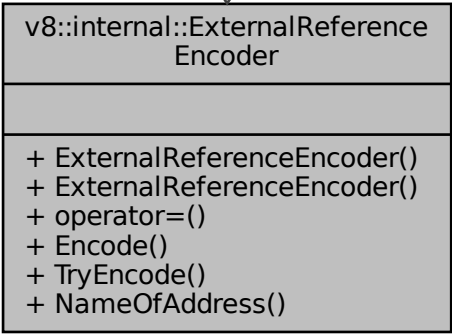 v8::internal::ExternalReference
Encoder
+ ExternalReferenceEncoder()
+ ExternalReferenceEncoder()
+ operator=()
+ Encode()
+ TryEncode()
+ NameOfAddress()